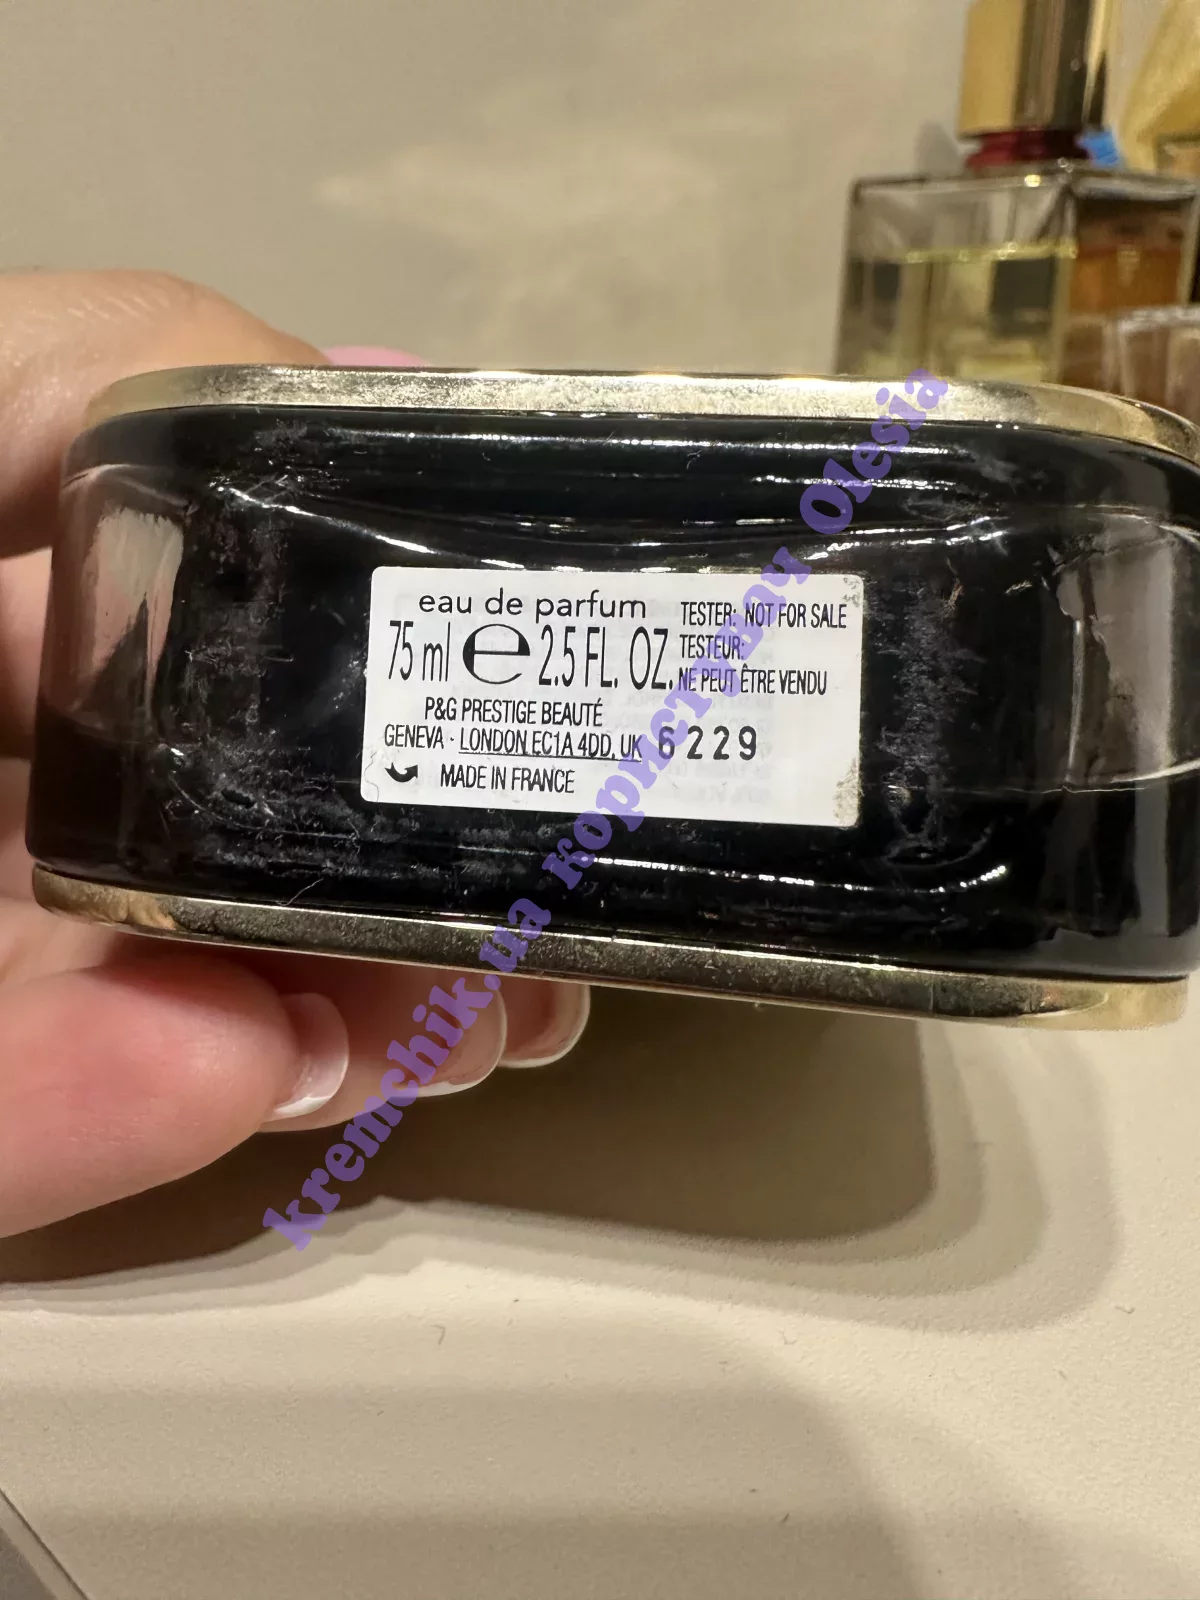 eau de parfum
75 ml e 2.5 FL. OZ.
TESTER: NOT FOR SALE
TESTEUR:
NE PEUT ÊTRE VENDU
P&G PRESTIGE BEAUTÉ
GENEVA - LONDON EC1A 4DD, UK
6229
MADE IN FRANCE
kremchik.ua користувач Olesia